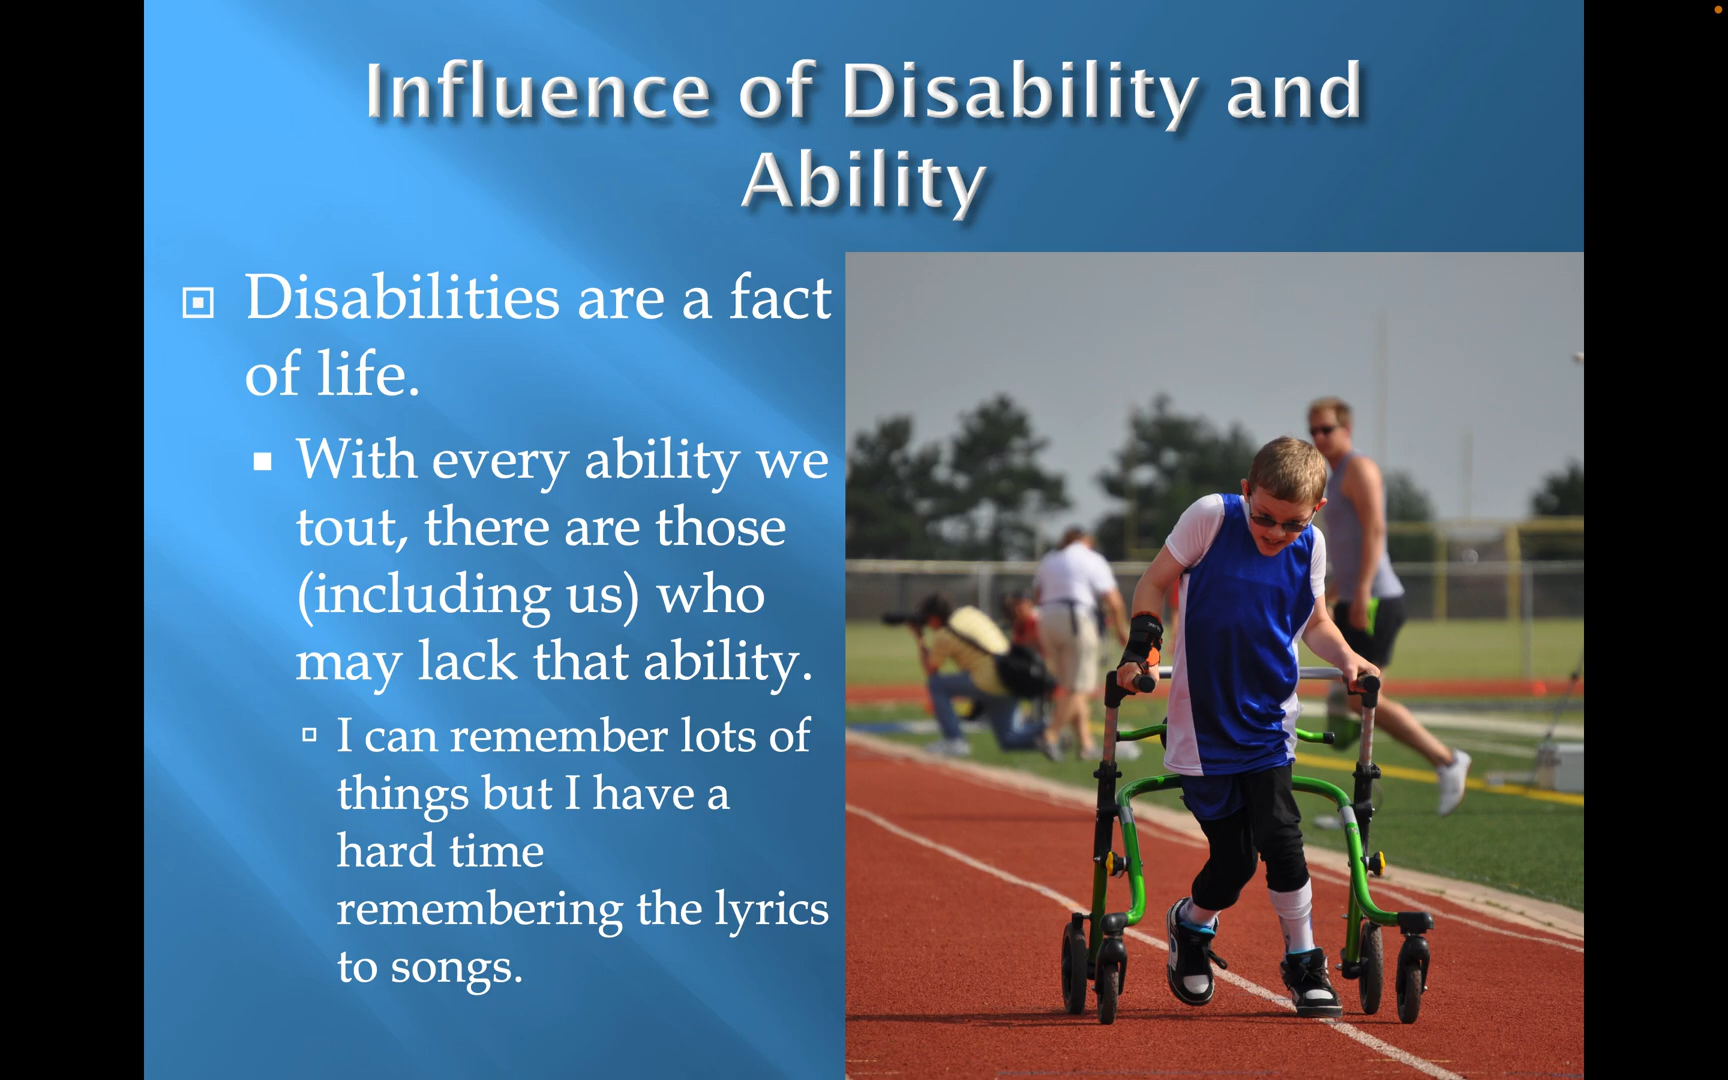 Influence of Disability and
Ability
Disabilities are a fact
of life.
With every ability we
tout, there are those
(including us) who
may lack that ability.
I can remember lots of
things but I have a
hard time
remembering the lyrics
to songs.